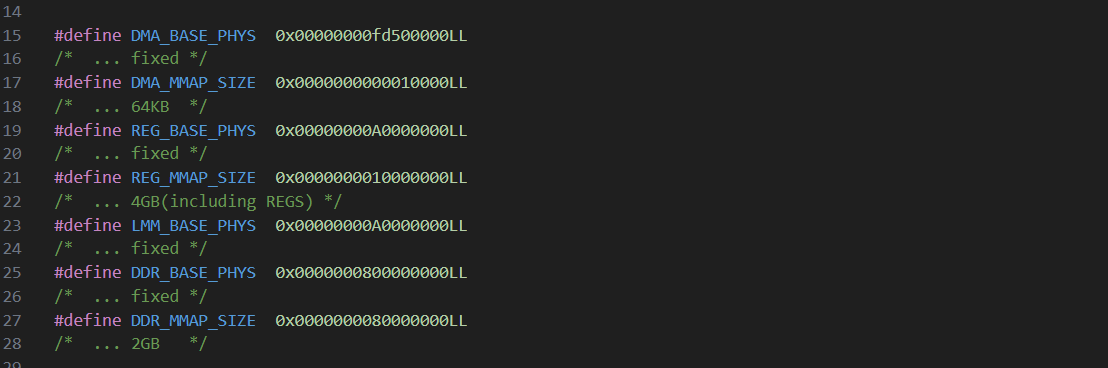 14
15 #define DMA_BASE_PHYS 0x00000000fd500000LL
16 /* ... fixed */
17 #define DMA_MMAP_SIZE 0x0000000000010000LL
18 /* ... 64KB */
19 #define REG_BASE_PHYS 0x00000000A0000000LL
20 /* ... fixed */
21 #define REG_MMAP_SIZE 0x0000000010000000LL
22 /* ... 4GB(including REGS) */
23 #define LMM_BASE_PHYS 0x00000000A0000000LL
24 /* ... fixed */
25 #define DDR_BASE_PHYS 0x0000000800000000LL
26 /* ... fixed */
27 #define DDR_MMAP_SIZE 0x0000000080000000LL
28 /* ... 2GB */
29